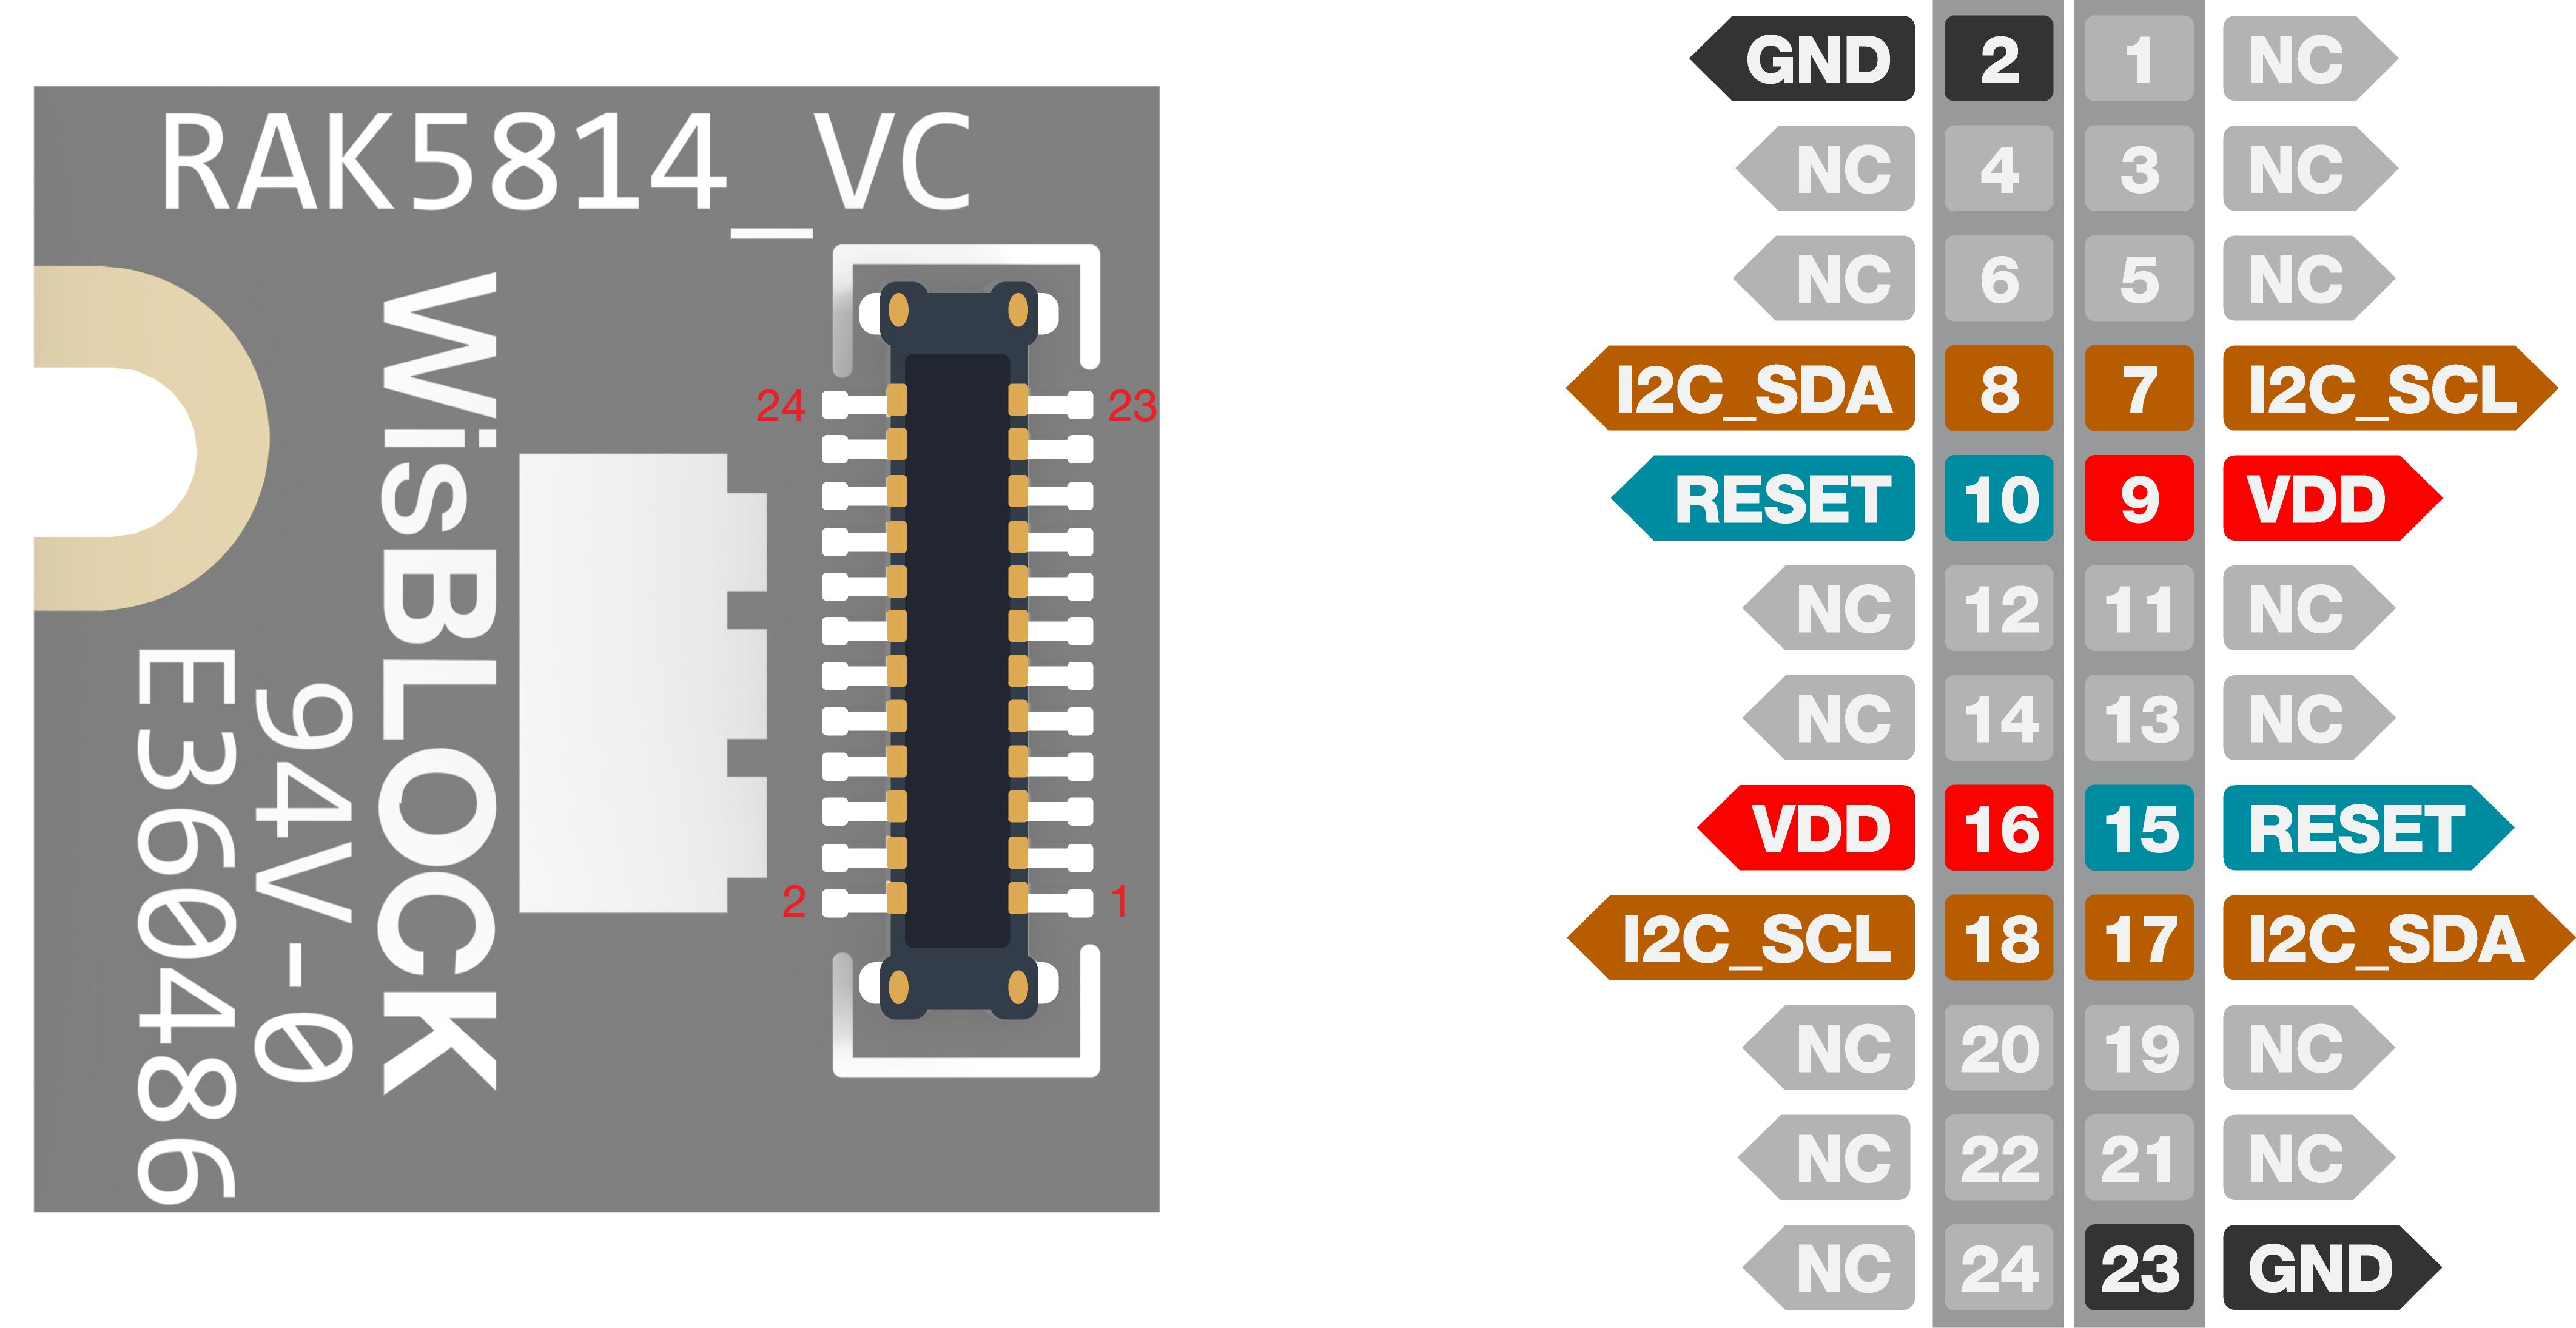 RAK5814_VC
WisBLOCK
94V-0
E360486
24 23
2 1
GND 2 1 NC
NC 4 3 NC
NC 6 5 NC
I2C_SDA 8 7 I2C_SCL
RESET 10 9 VDD
NC 12 11 NC
NC 14 13 NC
VDD 16 15 RESET
I2C_SCL 18 17 I2C_SDA
NC 20 19 NC
NC 22 21 NC
NC 24 23 GND